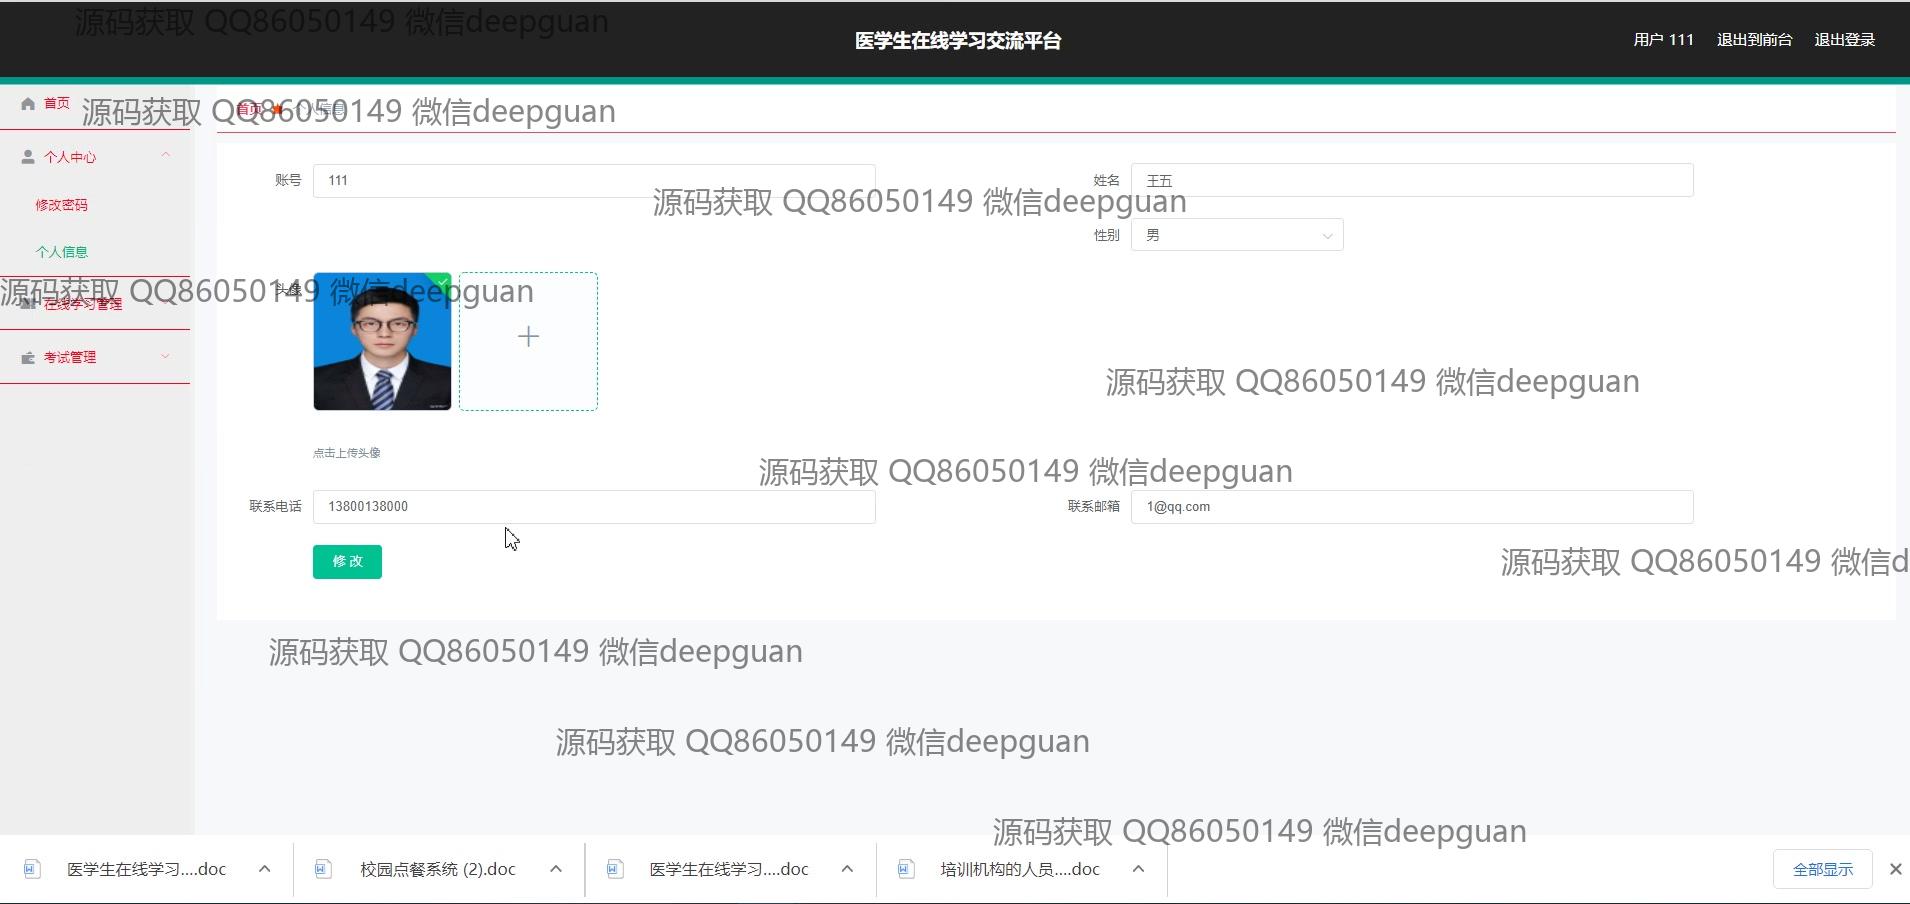 源码获取 QQ86050149 微信deepguan
医学生在线学习交流平台
用户 111 退出到前台 退出登录
首页
源码获取 QQ86050149 微信deepguan
首页 个人信息
个人中心
账号 111
姓名 王五
源码获取 QQ86050149 微信deepguan
修改密码
性别 男
个人信息
源码获取 QQ86050149 微信deepguan
头像
在线学习管理
考试管理
源码获取 QQ86050149 微信deepguan
点击上传头像
源码获取 QQ86050149 微信deepguan
联系电话 13800138000
联系邮箱 1@qq.com
修改
源码获取 QQ86050149 微信d
源码获取 QQ86050149 微信deepguan
源码获取 QQ86050149 微信deepguan
源码获取 QQ86050149 微信deepguan
医学生在线学习....doc 校园点餐系统 (2).doc 医学生在线学习....doc 培训机构的人员....doc 全部显示